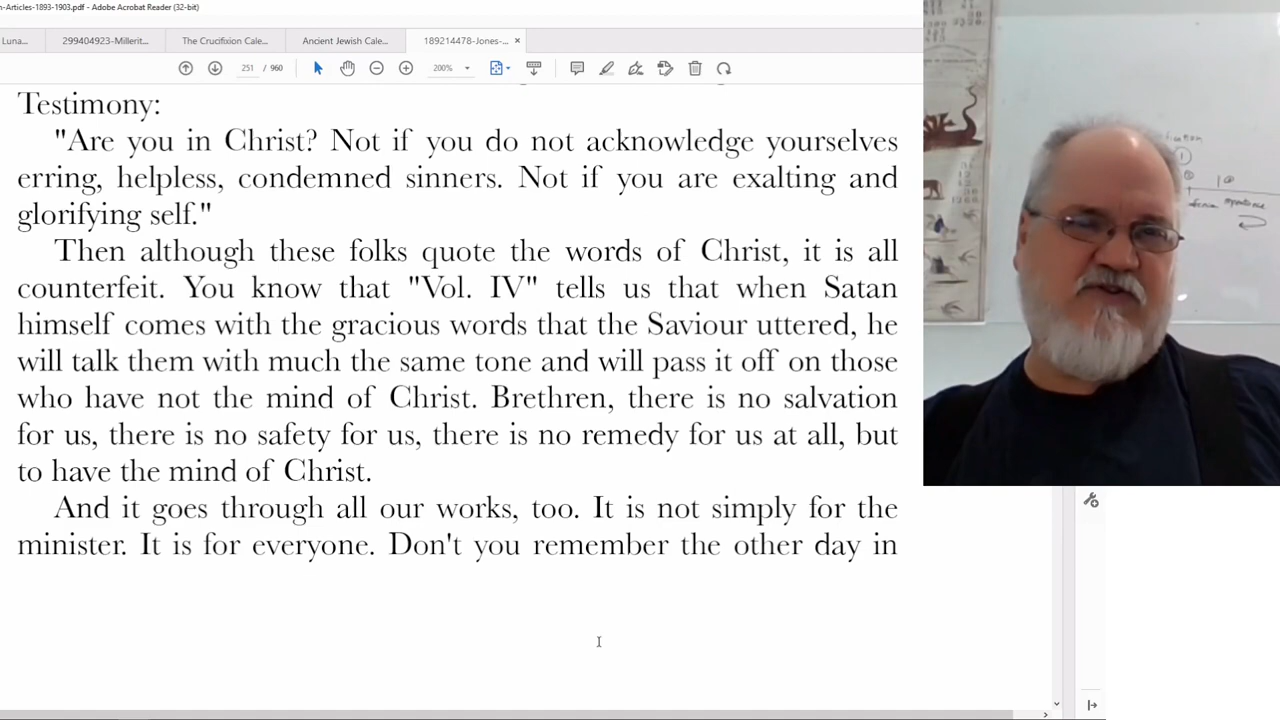 n-Articles-1893-1903.pdf - Adobe Acrobat Reader (32-bit)
Luna... 299404923-Millerit... The Crucifixion Cale... Ancient Jewish Cale... 189214478-Jones-... ×
251 / 960 200%
Testimony:
"Are you in Christ? Not if you do not acknowledge yourselves
erring, helpless, condemned sinners. Not if you are exalting and
glorifying self."
Then although these folks quote the words of Christ, it is all
counterfeit. You know that "Vol. IV" tells us that when Satan
himself comes with the gracious words that the Saviour uttered, he
will talk them with much the same tone and will pass it off on those
who have not the mind of Christ. Brethren, there is no salvation
for us, there is no safety for us, there is no remedy for us at all, but
to have the mind of Christ.
And it goes through all our works, too. It is not simply for the
minister. It is for everyone. Don't you remember the other day in